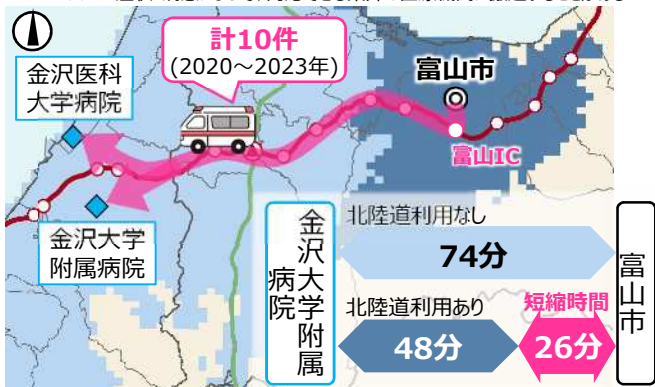 計10件
(2020～2023年)
金沢医科
大学病院
富山市
富山IC
金沢大学
附属病院
金沢大学附属
病院
北陸道利用なし
74分
北陸道利用あり
48分
短縮時間
26分
富山市